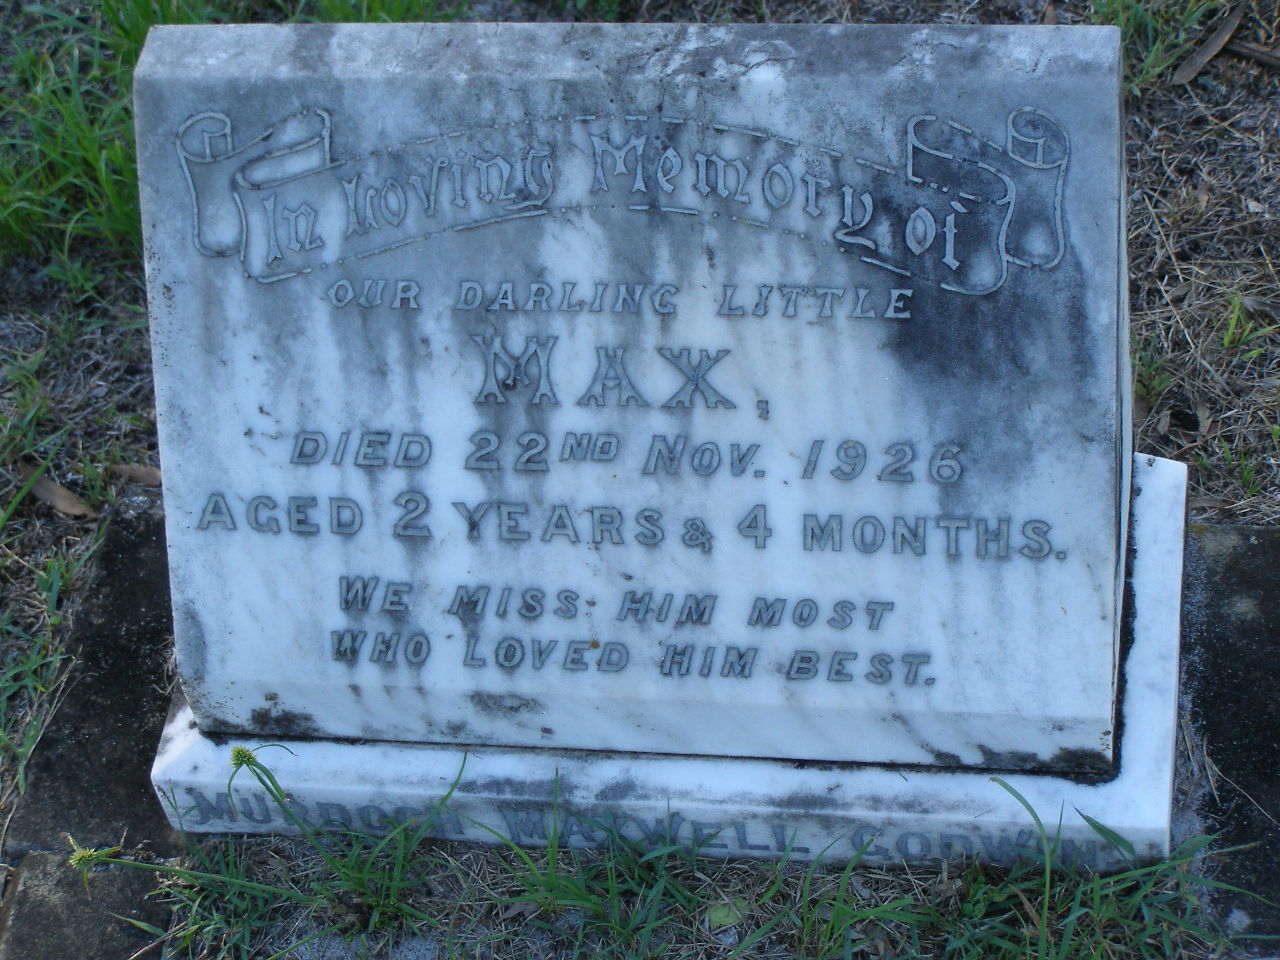 In Loving Memory of
OUR DARLING LITTLE
MAX,
DIED 22ND NOV. 1926
AGED 2 YEARS & 4 MONTHS.
WE MISS HIM MOST
WHO LOVED HIM BEST.
MURDOCH MAXWELL GODWIN